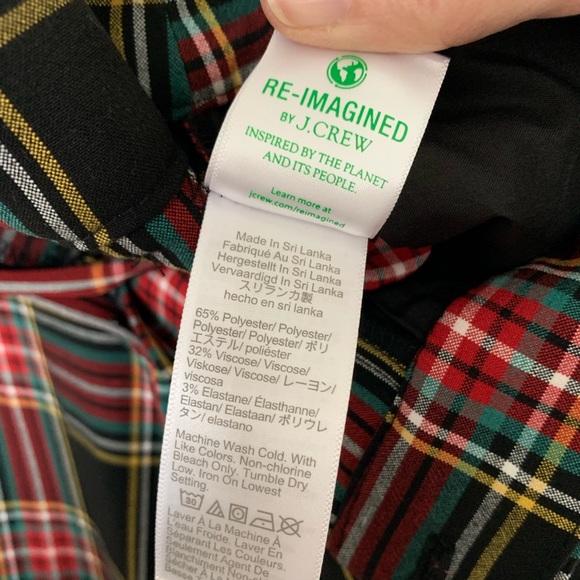 RE-IMAGINED
BY J.CREW
INSPIRED BY THE PLANET
AND ITS PEOPLE.
Learn more at
jcrew.com/reimagined
Made In Sri Lanka
Fabriqué Au Sri Lanka
Hergestellt In Sri Lanka
Vervaardigd In Sri Lanka
スリランカ製
hecho en sri lanka
65% Polyester/ Polyester/
Polyester/ Polyester/ ポリ
エステル/ poliéster
32% Viscose/ Viscose/
Viskose/ Viscose/ レーヨン/
viscosa
3% Elastane/ Élasthanne/
Elastan/ Elastaan/ ポリウレ
タン/ elastano
Machine Wash Cold. With
Like Colors. Non-chlorine
Bleach Only. Tumble Dry
Low. Iron On Lowest
Setting.
30
Laver À La Machine À
L'eau Froide. Laver En
Séparant Les Couleurs.
Seulement Agent De
Blanchiment Non